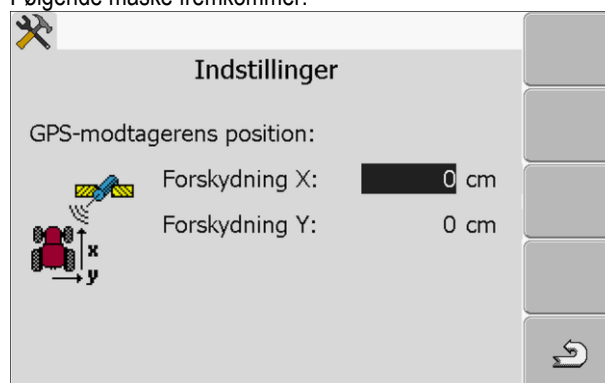 Følgende maske fremkommer:
Indstillinger
GPS-modtagerens position:
Forskydning X: 0 cm
Forskydning Y: 0 cm
x
y